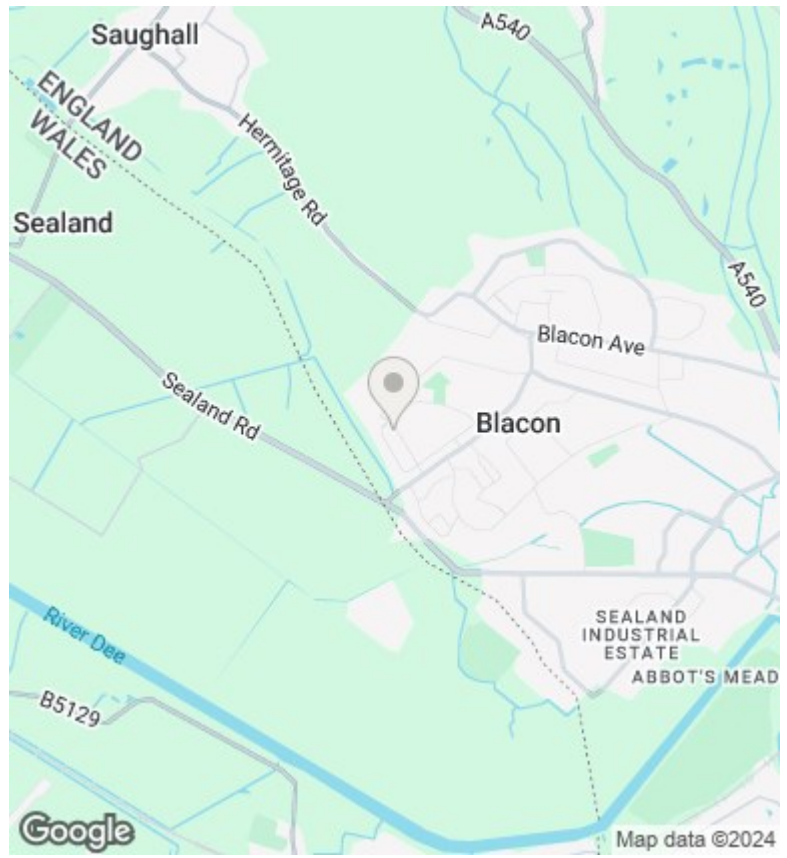 Saughall
A540
ENGLAND
WALES
Hermitage Rd
Sealand
A540
Blacon Ave
Sealand Rd
Blacon
River Dee
SEALAND
INDUSTRIAL
ESTATE
ABBOT'S MEAD
B5129
Google
Map data ©2024